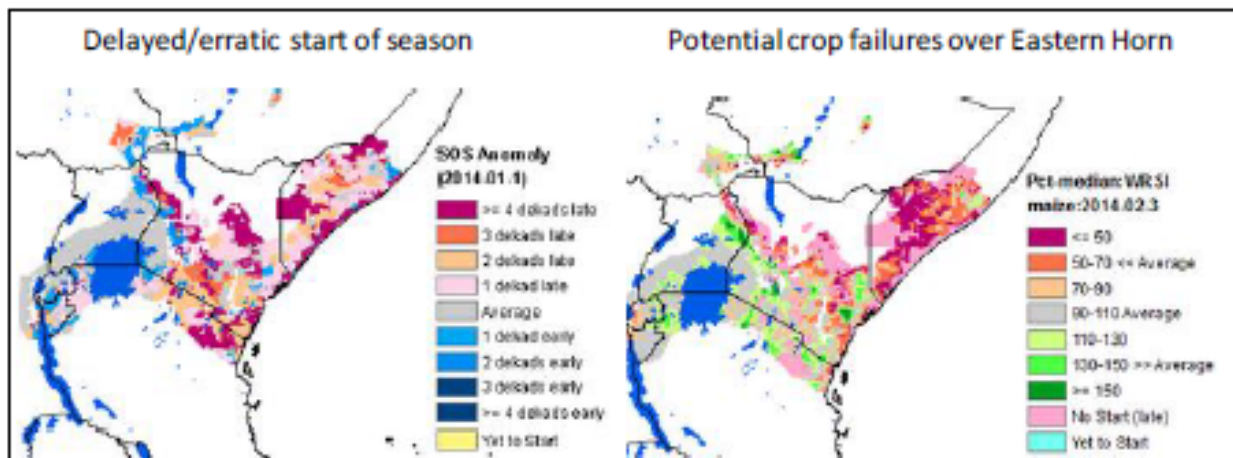 Delayed/erratic start of season
Potential crop failures over Eastern Horn
SOS Anomaly
(2014.01.1)
>= 4 dekads late
3 dekads late
2 dekads late
1 dekad late
Average
1 dekad early
2 dekads early
3 dekads early
>= 4 dekads early
Yet to Start
Pct-median: WRSI
maize:2014.02.3
<= 50
50-70 << Average
70-90
90-110 Average
110-130
130-150 >> Average
>= 150
No Start (late)
Yet to Start